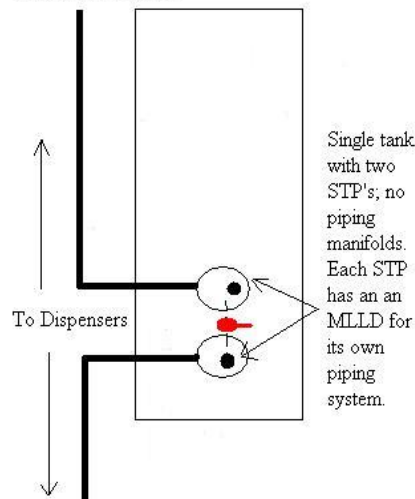 Single tank
with two
STP's; no
piping
manifolds.
Each STP
has an an
MLLD for
its own
piping
system.
To Dispensers